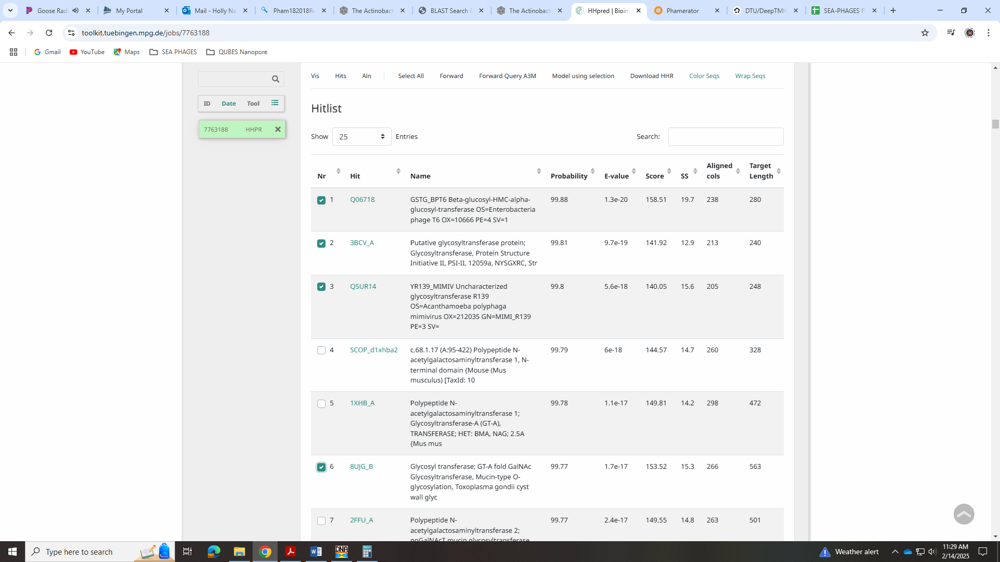 Goose Radi
My Portal
Mail - Holly Na
Pham182018Re
The Actinobact
BLAST Search R
The Actinobact
HHpred | Bioin
Phamerator
DTU/DeepTMH
SEA-PHAGES F
toolkit.tuebingen.mpg.de/jobs/7763188
H
Gmail
YouTube
Maps
SEA PHAGES
QUBES Nanopore
Vis Hits Aln Select All Forward Forward Query A3M Model using selection Download HHR Color Seqs Wrap Seqs
ID Date Tool
7763188 HHPR
Hitlist
Show 25 Entries Search:
Nr Hit Name Probability E-value Score SS Aligned cols Target Length
1 Q06718 GSTG_BPT6 Beta-glucosyl-HMC-alpha- 99.88 1.3e-20 158.51 19.7 238 280
glucosyl-transferase OS=Enterobacteria
phage T6 OX=10666 PE=4 SV=1
2 3BCV_A Putative glycosyltransferase protein; 99.81 9.7e-19 141.92 12.9 213 240
Glycosyltransferase, Protein Structure
Initiative II, PSI-II, 12059a, NYSGXRC, Str
3 Q5UR14 YR139_MIMIV Uncharacterized 99.8 5.6e-18 140.05 15.6 205 248
glycosyltransferase R139
OS=Acanthamoeba polyphaga
mimivirus OX=212035 GN=MIMI_R139
PE=3 SV=
4 SCOP_d1xhba2 c.68.1.17 (A:95-422) Polypeptide N- 99.79 6e-18 144.57 14.7 260 328
acetylgalactosaminyltransferase 1, N-
terminal domain {Mouse (Mus
musculus) [TaxId: 10
5 1XHB_A Polypeptide N- 99.78 1.1e-17 149.81 14.2 298 472
acetylgalactosaminyltransferase 1;
Glycosyltransferase-A (GT-A),
TRANSFERASE; HET: BMA, NAG; 2.5A
{Mus mus
6 8UJG_B Glycosyl transferase; GT-A fold GalNAc 99.77 1.7e-17 153.52 15.3 266 563
Glycosyltransferase, Mucin-type O-
glycosylation, Toxoplasma gondii cyst
wall glyc
7 2FFU_A Polypeptide N- 99.77 2.4e-17 149.55 14.8 263 501
acetylgalactosaminyltransferase 2;
ppGalNAcT mucin glycosyltransferase
Type here to search
DNA
Weather alert
11:29 AM
2/14/2025